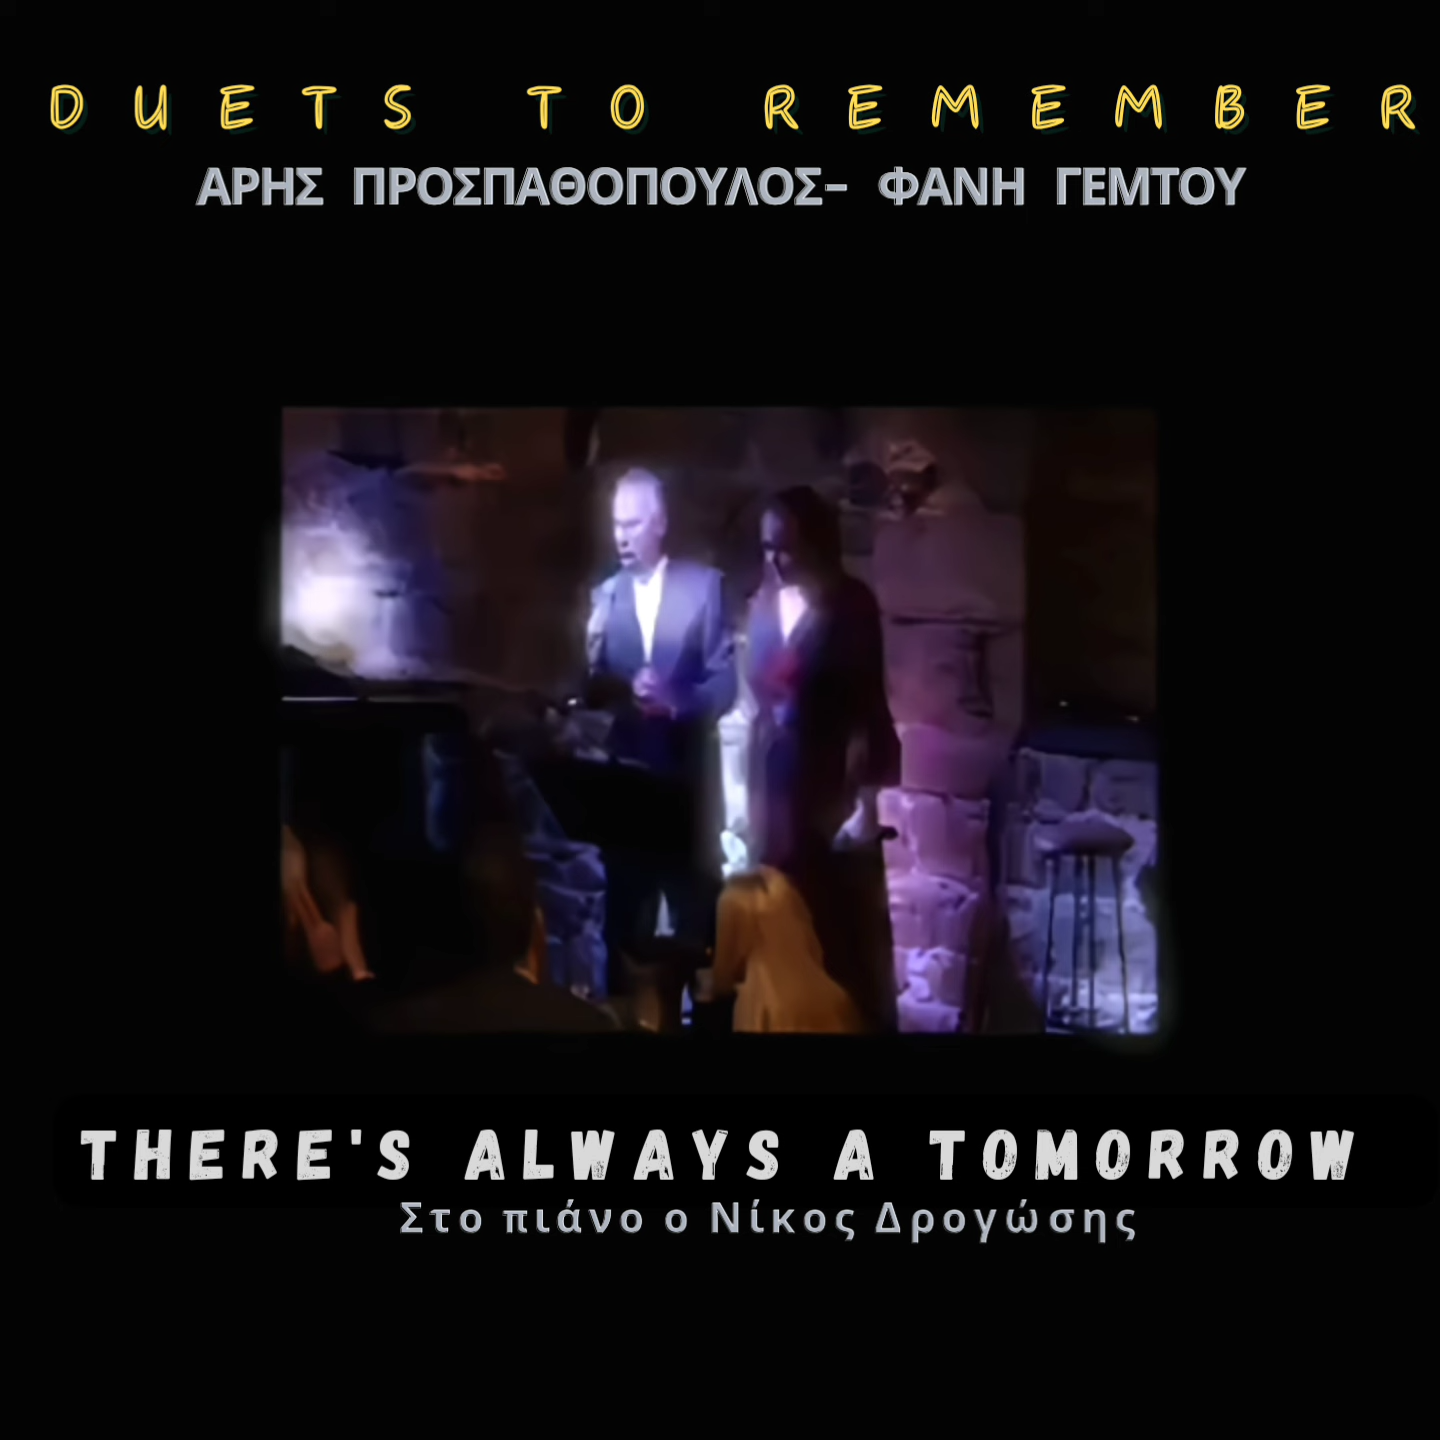 DUETS TO REMEMBER
ΑΡΗΣ ΠΡΟΣΠΑΘΟΠΟΥΛΟΣ- ΦΑΝΗ ΓΕΜΤΟΥ
THERE'S ALWAYS A TOMORROW
Στο πιάνο ο Νίκος Δρογώσης